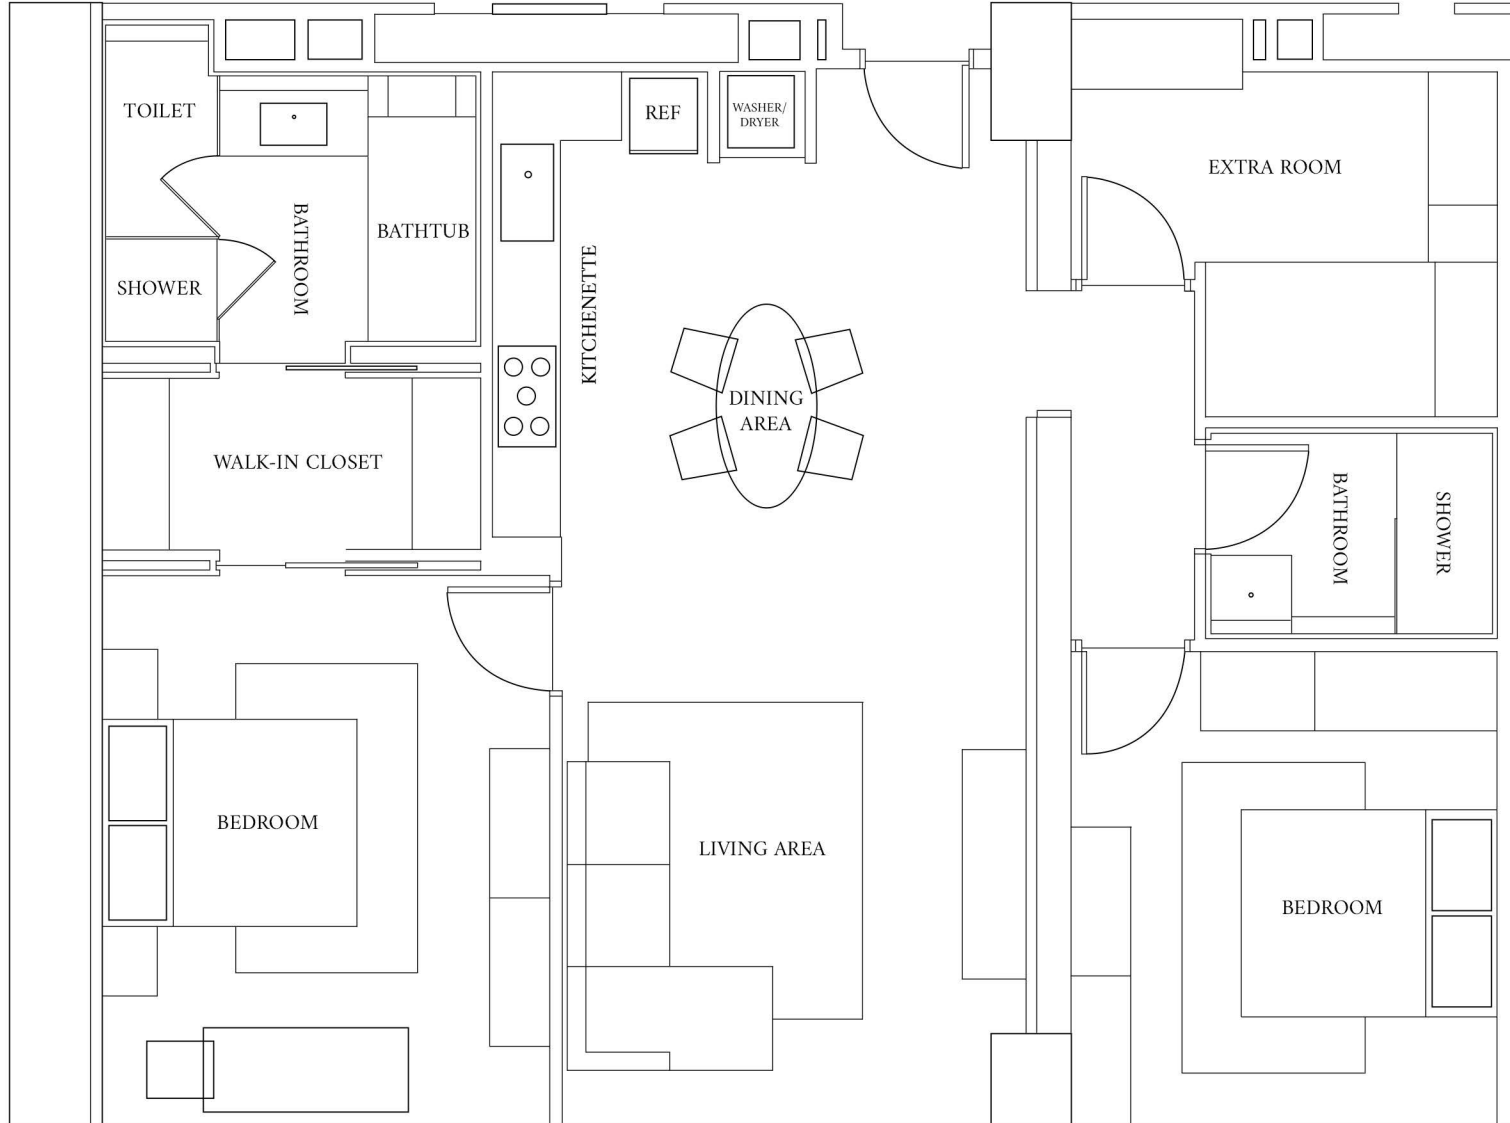 TOILET
REF
WASHER/
DRYER
EXTRA ROOM
BATHROOM
BATHTUB
SHOWER
KITCHENETTE
DINING
AREA
WALK-IN CLOSET
BATHROOM
SHOWER
BEDROOM
LIVING AREA
BEDROOM